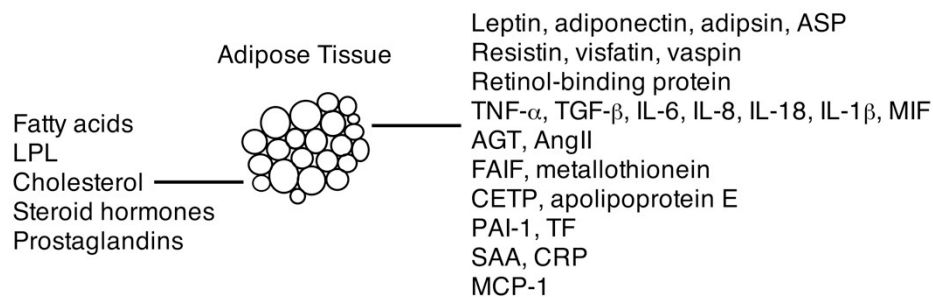 Adipose Tissue
Fatty acids
LPL
Cholesterol
Steroid hormones
Prostaglandins
Leptin, adiponectin, adipsin, ASP
Resistin, visfatin, vaspin
Retinol-binding protein
TNF-α, TGF-β, IL-6, IL-8, IL-18, IL-1β, MIF
AGT, AngII
FAIF, metallothionein
CETP, apolipoprotein E
PAI-1, TF
SAA, CRP
MCP-1